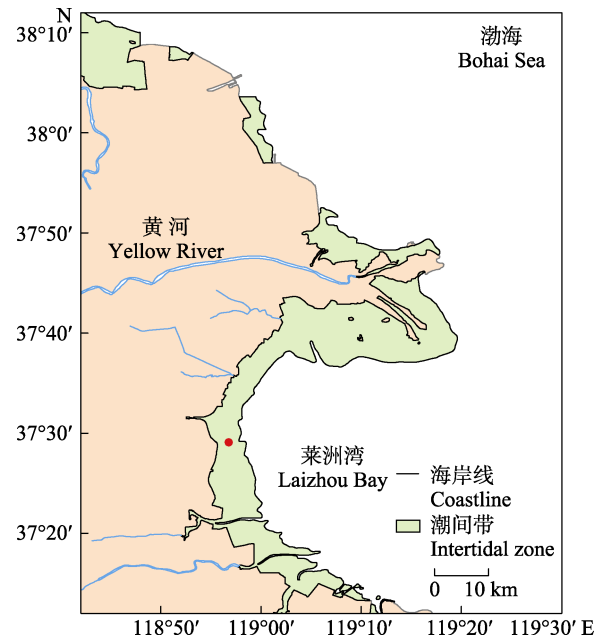 N
38°10′
渤海
Bohai Sea
38°0′
37°50′
黄河
Yellow River
37°40′
37°30′
莱洲湾
Laizhou Bay
海岸线
Coastline
潮间带
Intertidal zone
37°20′
0 10 km
118°50′ 119°00′ 119°10′ 119°20′ 119°30′ E